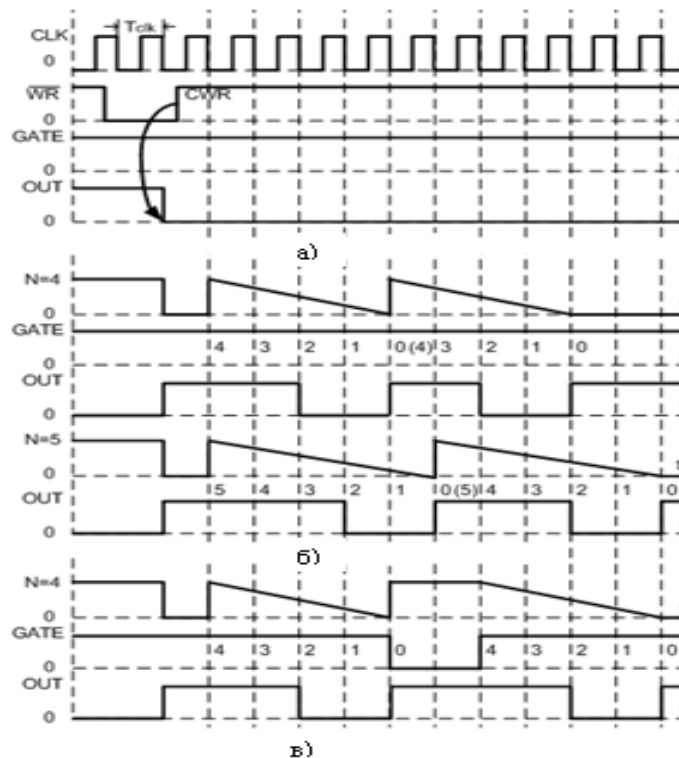 Tclk
CLK
0
WR CWR
0
GATE
0
OUT
0
а)
N=4
0
GATE
0 4 3 2 1 0(4) 3 2 1 0
OUT
0
N=5
0 t
OUT 5 4 3 2 1 0(5) 4 3 2 1 0
0
б)
N=4
0
GATE
0 4 3 2 1 0 4 3 2 1 0
OUT
0
в)